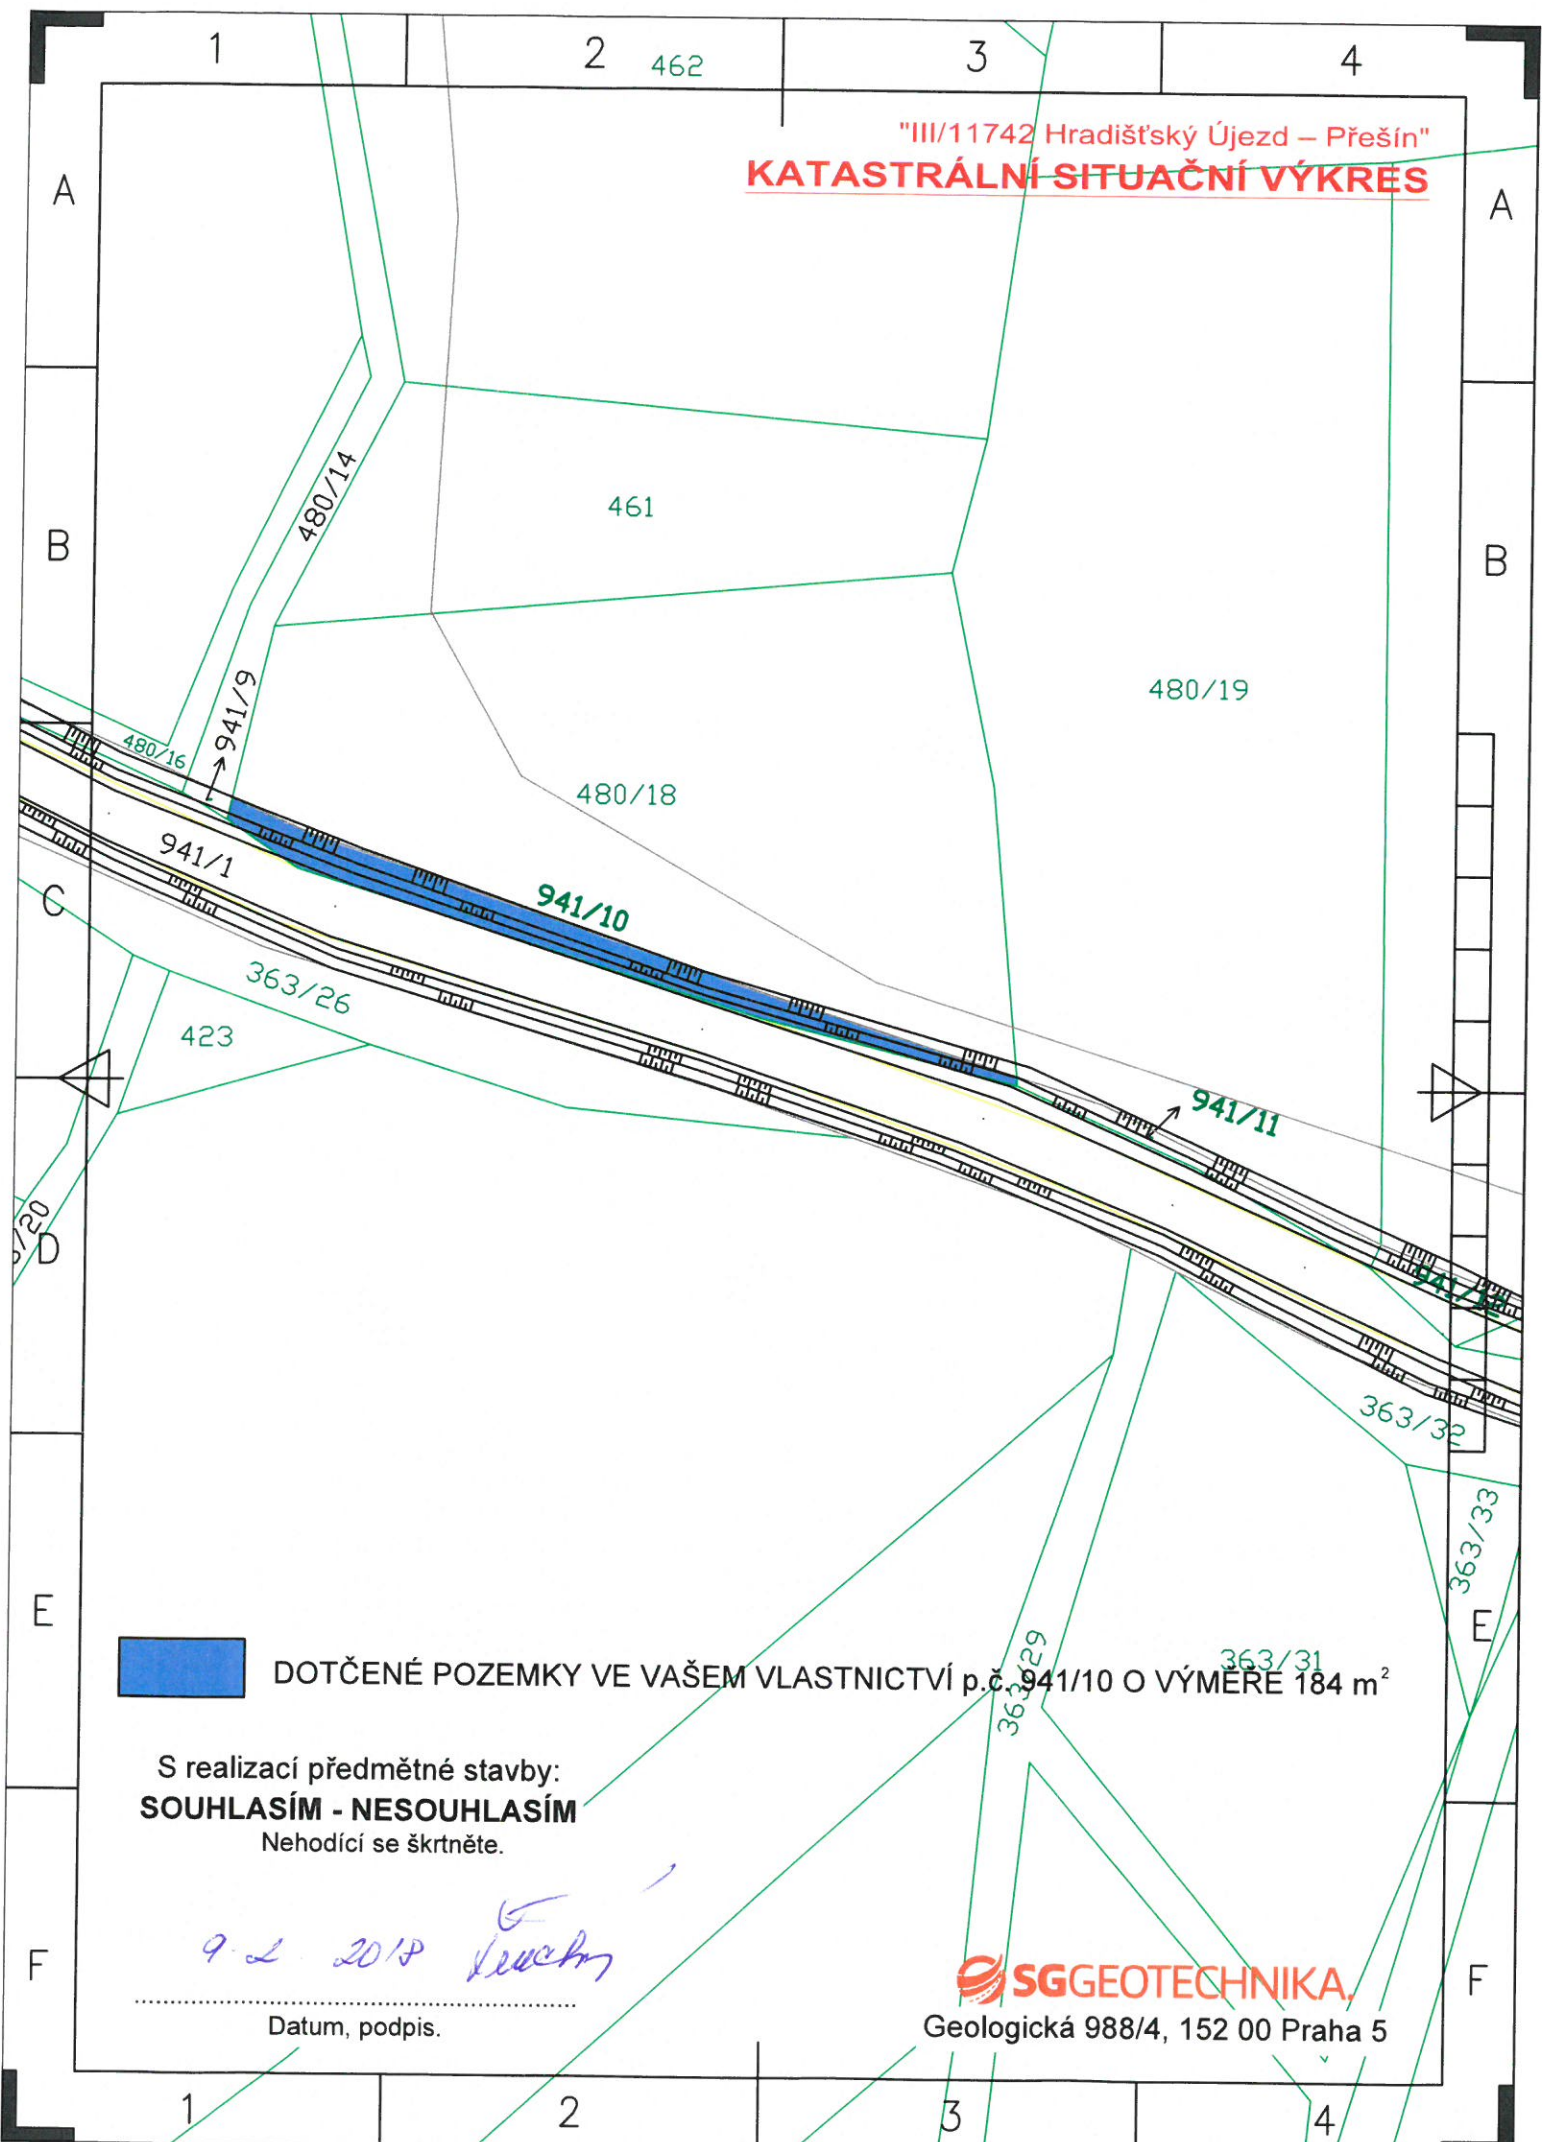 1 2 3 4
462
"III/11742 Hradišťský Újezd – Přešín"
KATASTRÁLNÍ SITUAČNÍ VÝKRES
A A
480/14
461
B B
941/9
480/19
480/16
480/18
941/1
C
941/10
363/26
423
941/11
/20
D
941/12
363/32
363/33
E E
363/29
363/31
DOTČENÉ POZEMKY VE VAŠEM VLASTNICTVÍ p.č. 941/10 O VÝMĚŘE 184 m²
S realizací předmětné stavby:
SOUHLASÍM - NESOUHLASÍM
Nehodící se škrtněte.
9. 2 2018
F F
SGGEOTECHNIKA.
Datum, podpis.
Geologická 988/4, 152 00 Praha 5
1 2 3 4